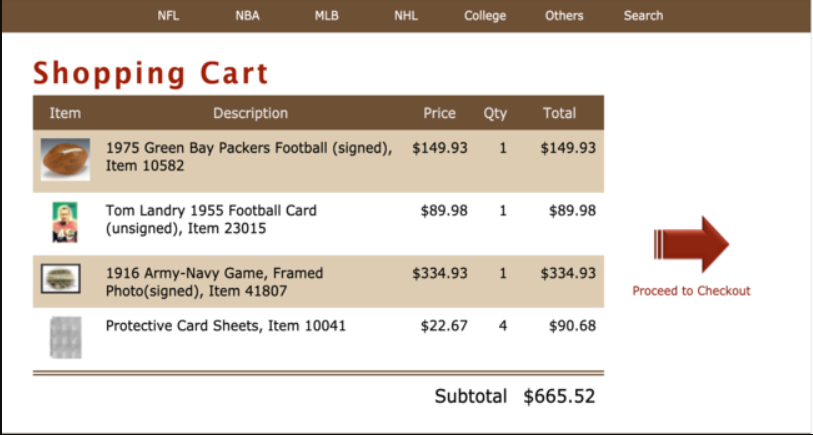 NFL NBA MLB NHL College Others Search
Shopping Cart
Item Description Price Qty Total
1975 Green Bay Packers Football (signed), $149.93 1 $149.93
Item 10582
Tom Landry 1955 Football Card $89.98 1 $89.98
(unsigned), Item 23015
1916 Army-Navy Game, Framed $334.93 1 $334.93
Photo(signed), Item 41807
Protective Card Sheets, Item 10041 $22.67 4 $90.68
Subtotal $665.52
Proceed to Checkout